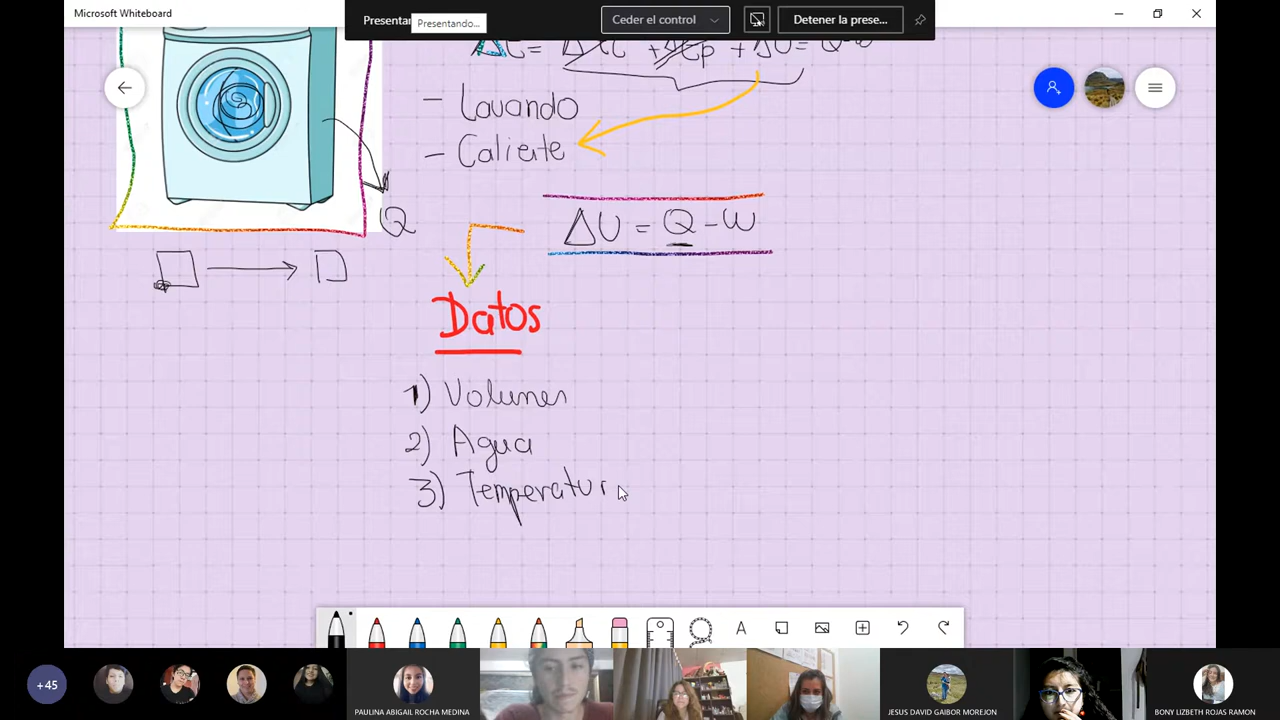 Microsoft Whiteboard
Presentando...
Ceder el control
Detener la prese...
- Lavando
- Caliente
Q
ΔU = Q - W
Datos
1) Volumen
2) Agua
3) Temperatur
A
+45
PAULINA ABIGAIL ROCHA MEDINA
JESUS DAVID GAIBOR MOREJON
BONY LIZBETH ROJAS RAMON